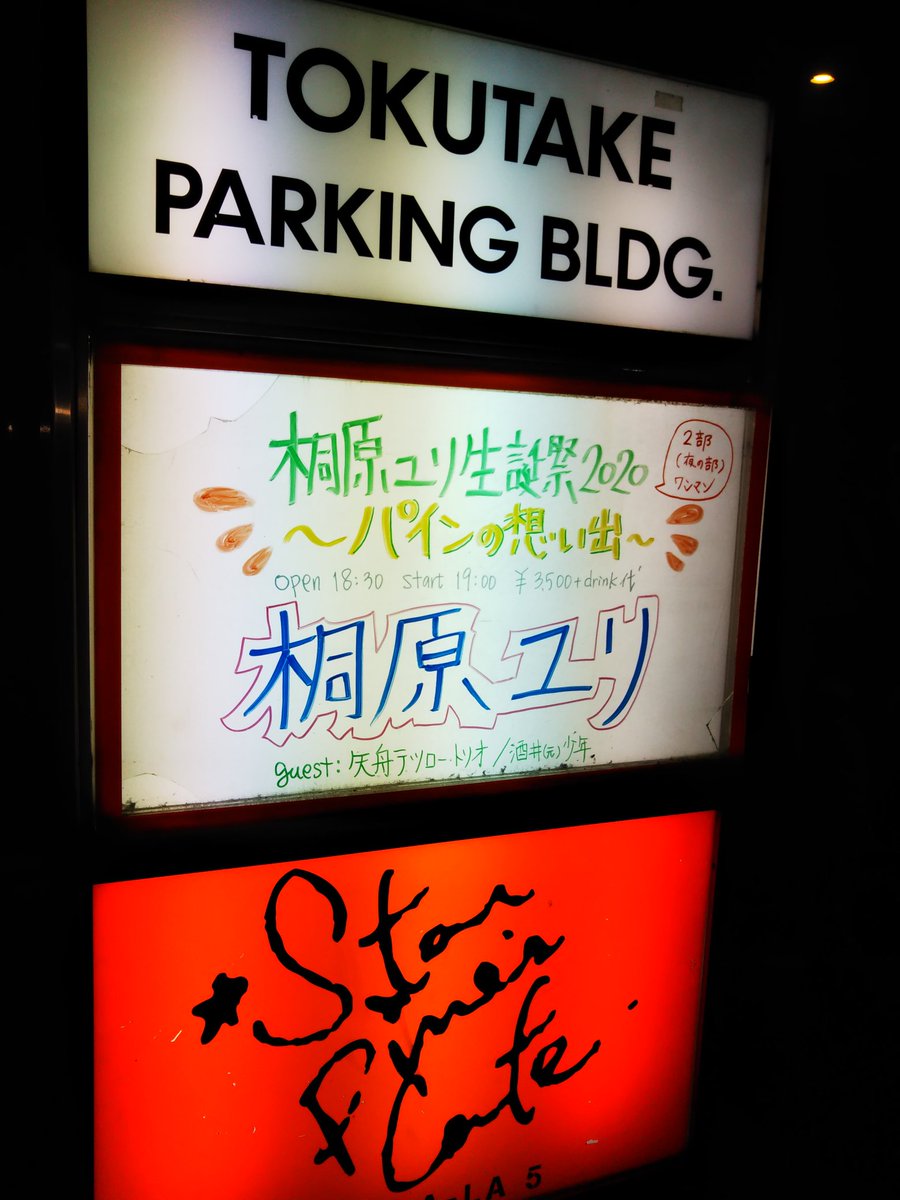 TOKUTAKE
PARKING BLDG.
桐原ユリ生誕祭2020
2部
(夜の部)
ワンマン
～パインの想い出～
open 18:30 start 19:00 ¥3,500+drink代
桐原ユリ
guest: 矢舟テツロー・トリオ/酒井(元)少年
★Star
Pine's
Cafe
A 5